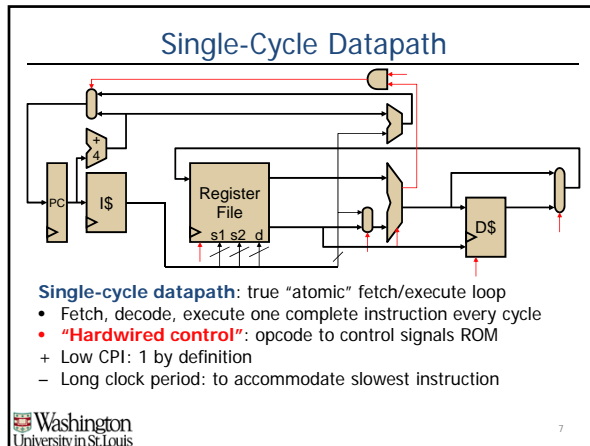 Single-Cycle Datapath
+
4
PC
I$
Register
File
s1 s2 d
D$
Single-cycle datapath: true “atomic” fetch/execute loop
• Fetch, decode, execute one complete instruction every cycle
• “Hardwired control”: opcode to control signals ROM
+ Low CPI: 1 by definition
– Long clock period: to accommodate slowest instruction
Washington
University in St. Louis
7